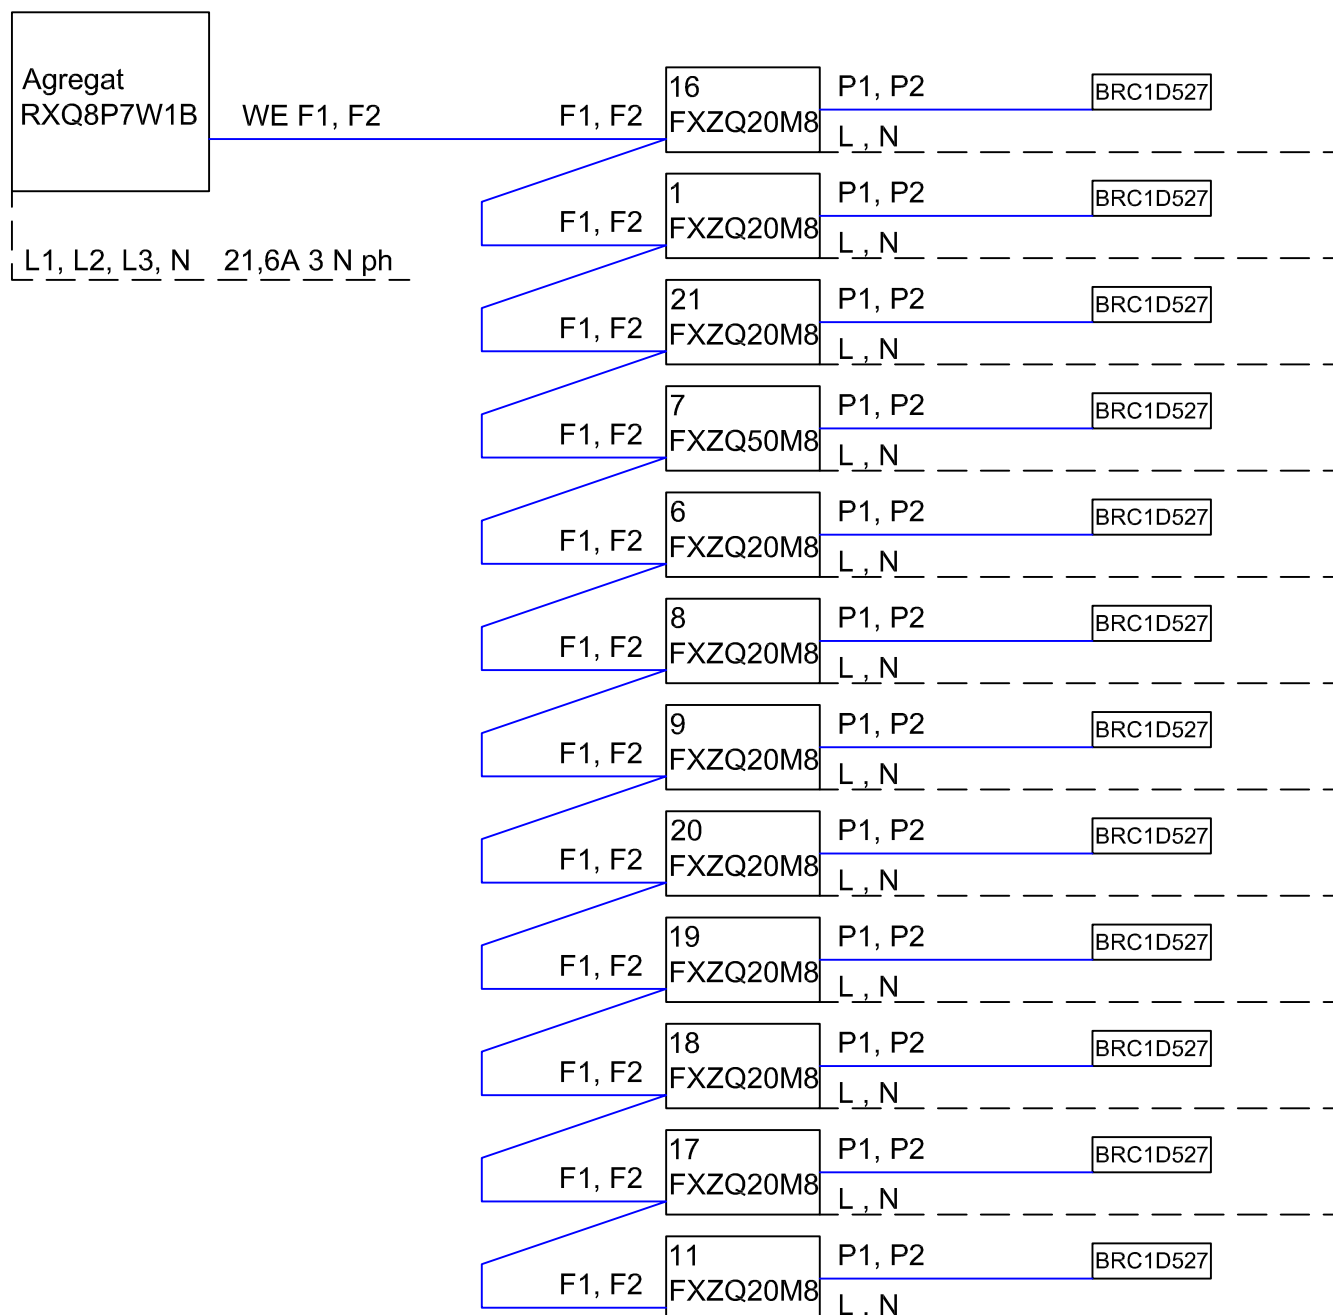 Agregat
RXQ8P7W1B
WE F1, F2
L1, L2, L3, N 21,6A 3 N ph
F1, F2
16
FXZQ20M8
P1, P2
L , N
BRC1D527
F1, F2
1
FXZQ20M8
P1, P2
L , N
BRC1D527
F1, F2
21
FXZQ20M8
P1, P2
L , N
BRC1D527
F1, F2
7
FXZQ50M8
P1, P2
L , N
BRC1D527
F1, F2
6
FXZQ20M8
P1, P2
L , N
BRC1D527
F1, F2
8
FXZQ20M8
P1, P2
L , N
BRC1D527
F1, F2
9
FXZQ20M8
P1, P2
L , N
BRC1D527
F1, F2
20
FXZQ20M8
P1, P2
L , N
BRC1D527
F1, F2
19
FXZQ20M8
P1, P2
L , N
BRC1D527
F1, F2
18
FXZQ20M8
P1, P2
L , N
BRC1D527
F1, F2
17
FXZQ20M8
P1, P2
L , N
BRC1D527
F1, F2
11
FXZQ20M8
P1, P2
L , N
BRC1D527